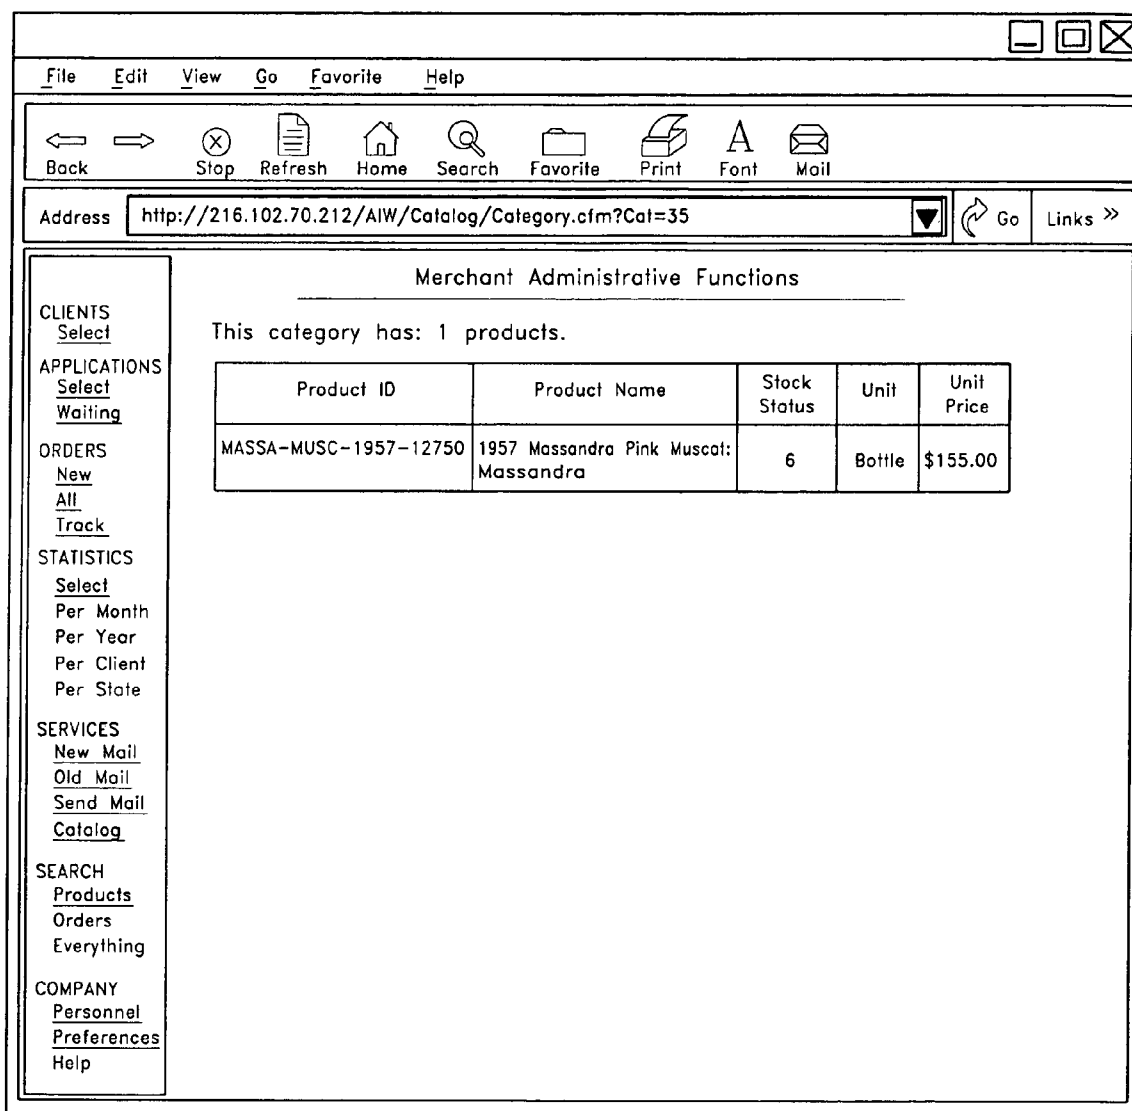 File Edit View Go Favorite Help
Back Stop Refresh Home Search Favorite Print Font Mail
Address http://216.102.70.212/AIW/Catalog/Category.cfm?Cat=35 Go Links »
Merchant Administrative Functions
This category has: 1 products.
Product ID Product Name Stock Status Unit Unit Price
MASSA-MUSC-1957-12750 1957 Massandra Pink Muscat: Massandra 6 Bottle $155.00
CLIENTS
Select
APPLICATIONS
Select
Waiting
ORDERS
New
All
Track
STATISTICS
Select
Per Month
Per Year
Per Client
Per State
SERVICES
New Mail
Old Mail
Send Mail
Catalog
SEARCH
Products
Orders
Everything
COMPANY
Personnel
Preferences
Help